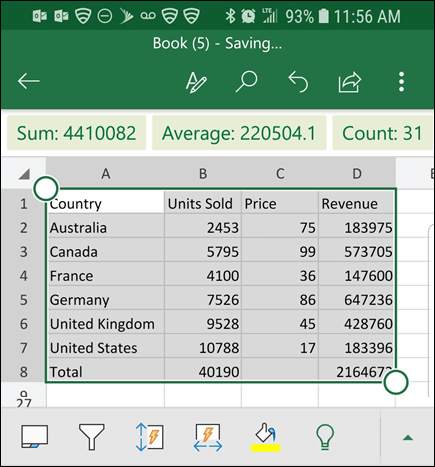 93% 11:56 AM
Book (5) - Saving...
Sum: 4410082 Average: 220504.1 Count: 31
A B C D
1 Country Units Sold Price Revenue
2 Australia 2453 75 183975
3 Canada 5795 99 573705
4 France 4100 36 147600
5 Germany 7526 86 647236
6 United Kingdom 9528 45 428760
7 United States 10788 17 183396
8 Total 40190
27